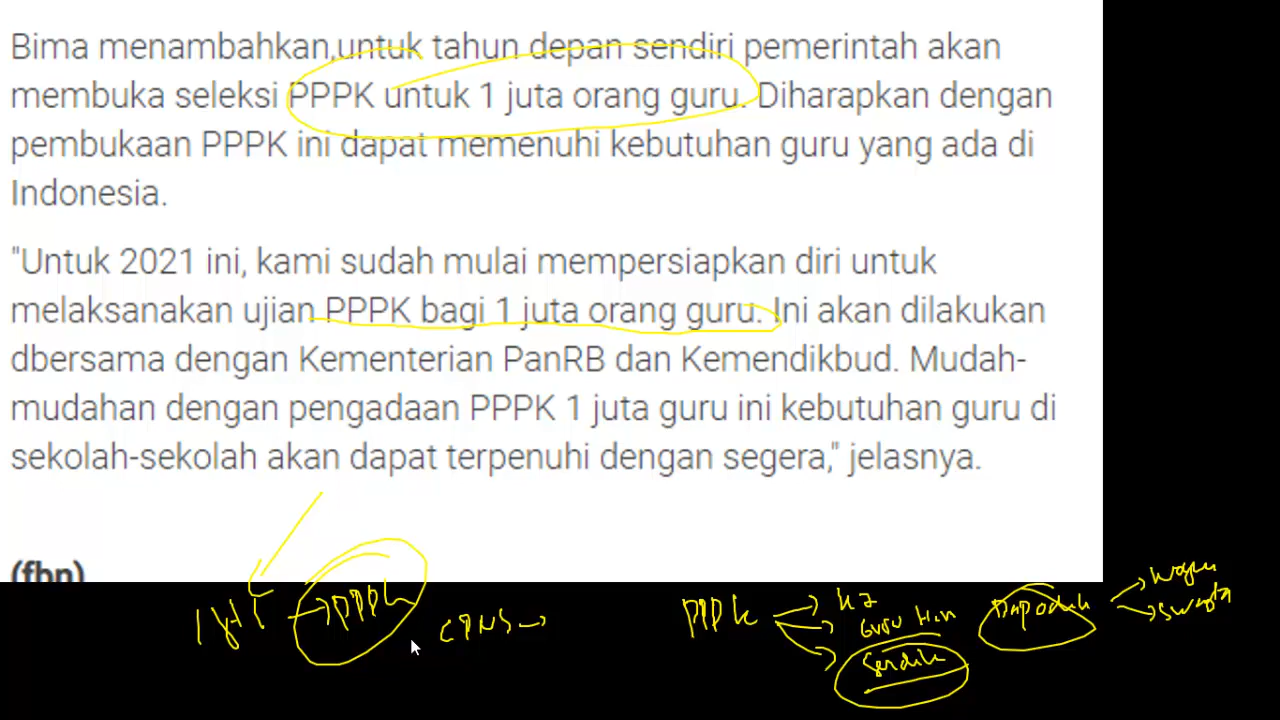 Bima menambahkan,untuk tahun depan sendiri pemerintah akan
membuka seleksi PPPK untuk 1 juta orang guru. Diharapkan dengan
pembukaan PPPK ini dapat memenuhi kebutuhan guru yang ada di
Indonesia.
"Untuk 2021 ini, kami sudah mulai mempersiapkan diri untuk
melaksanakan ujian PPPK bagi 1 juta orang guru. Ini akan dilakukan
dbersama dengan Kementerian PanRB dan Kemendikbud. Mudah-
mudahan dengan pengadaan PPPK 1 juta guru ini kebutuhan guru di
sekolah-sekolah akan dapat terpenuhi dengan segera," jelasnya.
(fbn)
PPPK
CPNS
PPPK
K2
Guru Hon
Serdik
Dapodik
Swasta